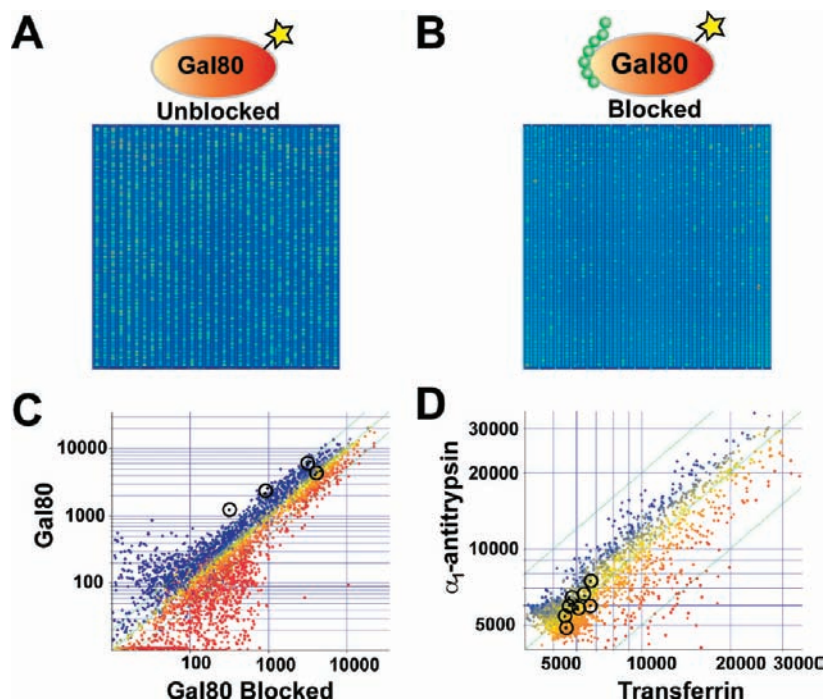 A
Gal80
Unblocked
B
Gal80
Blocked
C
10000
1000
100
Gal80
100 1000 10000
Gal80 Blocked
D
30000
20000
10000
5000
α₁-antitrypsin
5000 10000 20000 30000
Transferrin